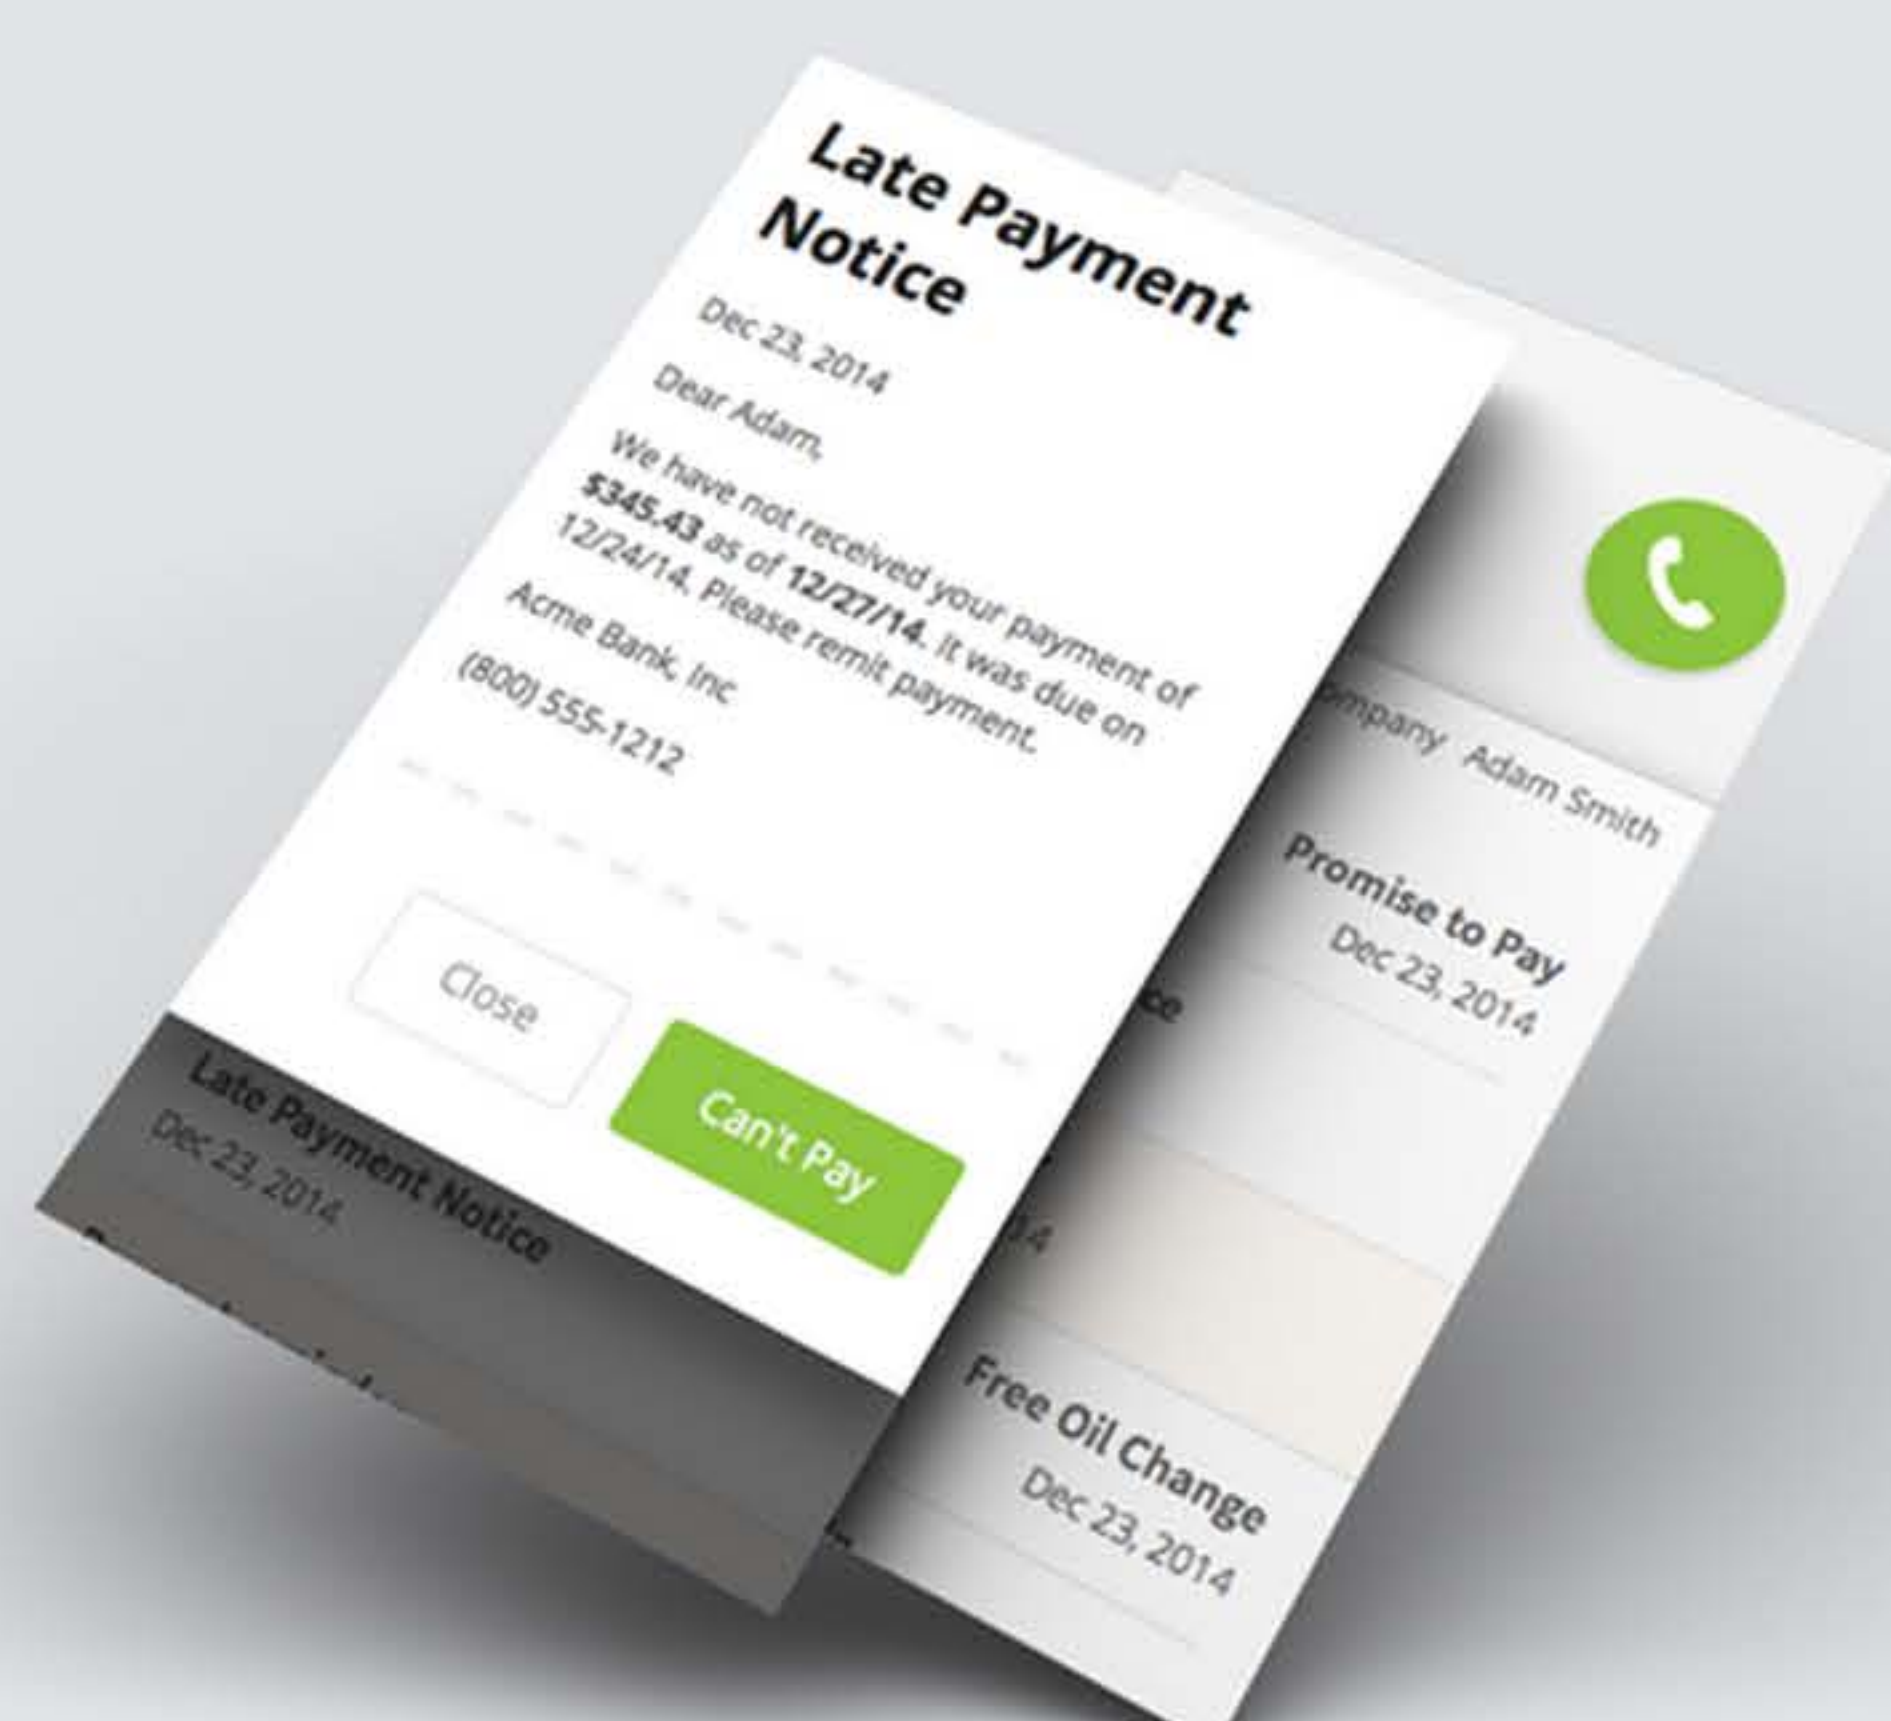 Late Payment
Notice
Dec 23, 2014
Dear Adam,
We have not received your payment of
$345.43 as of 12/27/14. It was due on
12/24/14. Please remit payment.
Acme Bank, Inc
(800) 555-1212
Close
Can't Pay
Late Payment Notice
Dec 23, 2014
Adam Smith
Promise to Pay
Dec 23, 2014
Free Oil Change
Dec 23, 2014